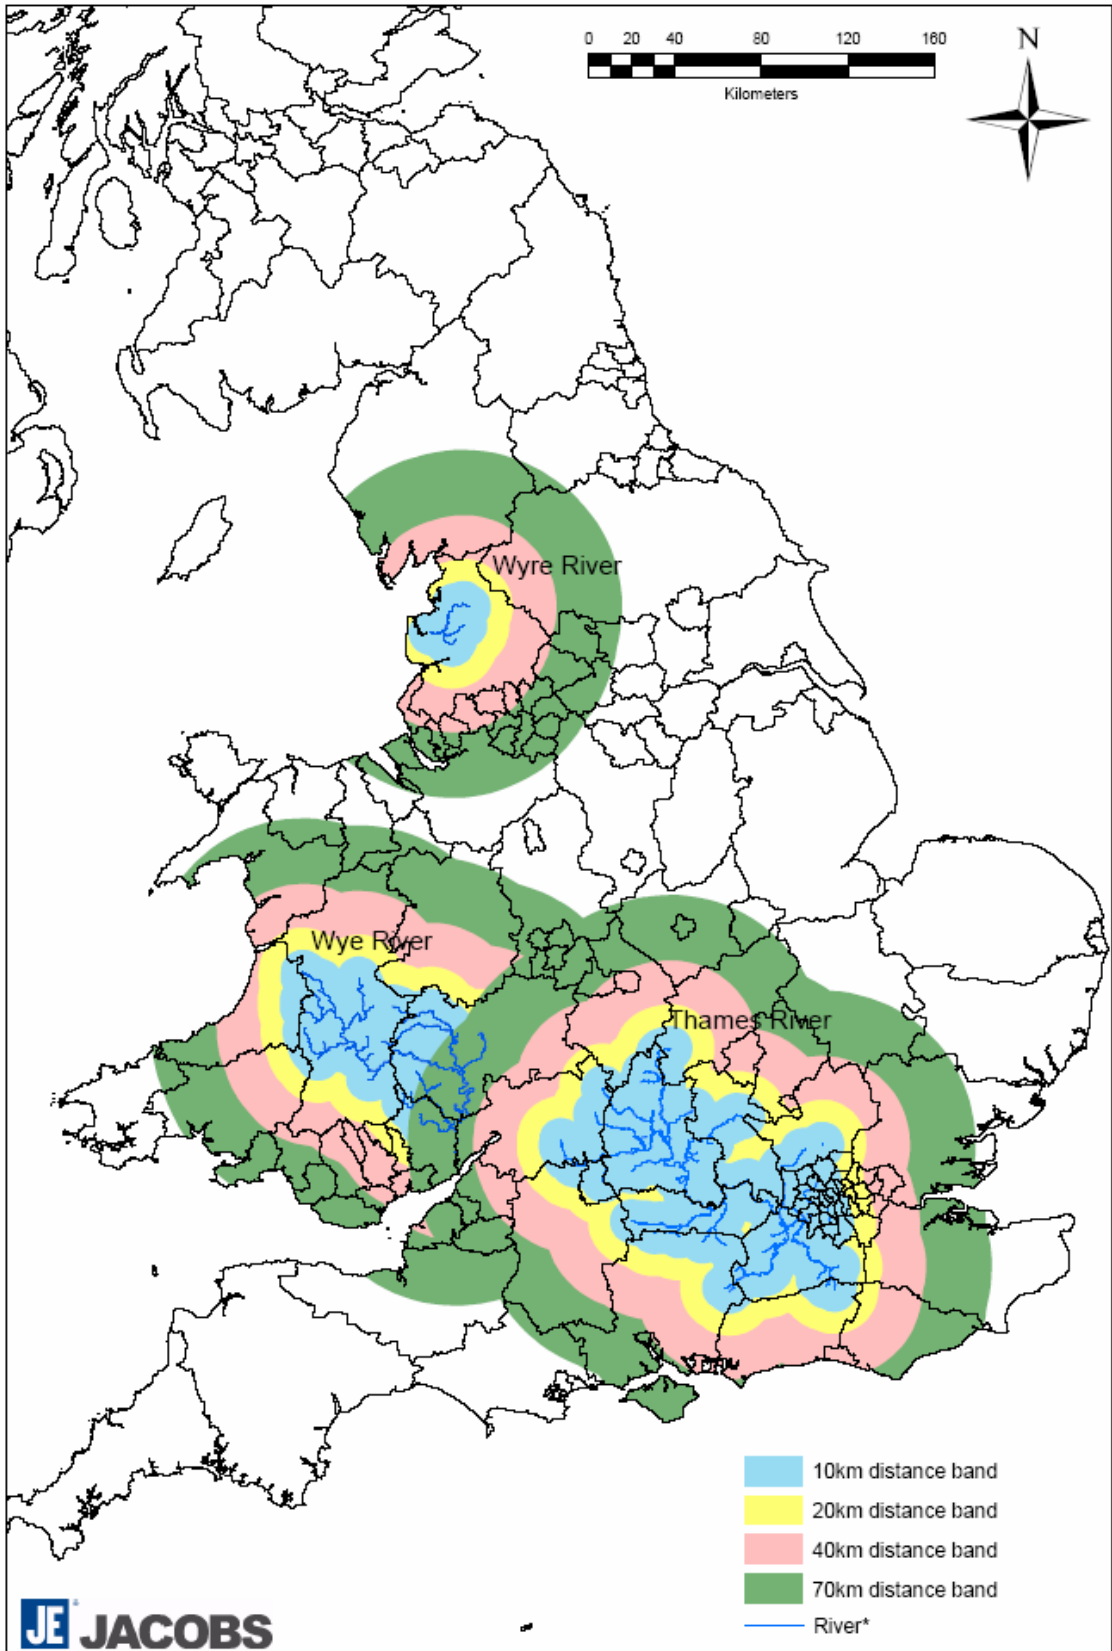 0 20 40 80 120 160
Kilometers
N
Wyre River
Wye River
Thames River
10km distance band
20km distance band
40km distance band
70km distance band
River*
JE JACOBS